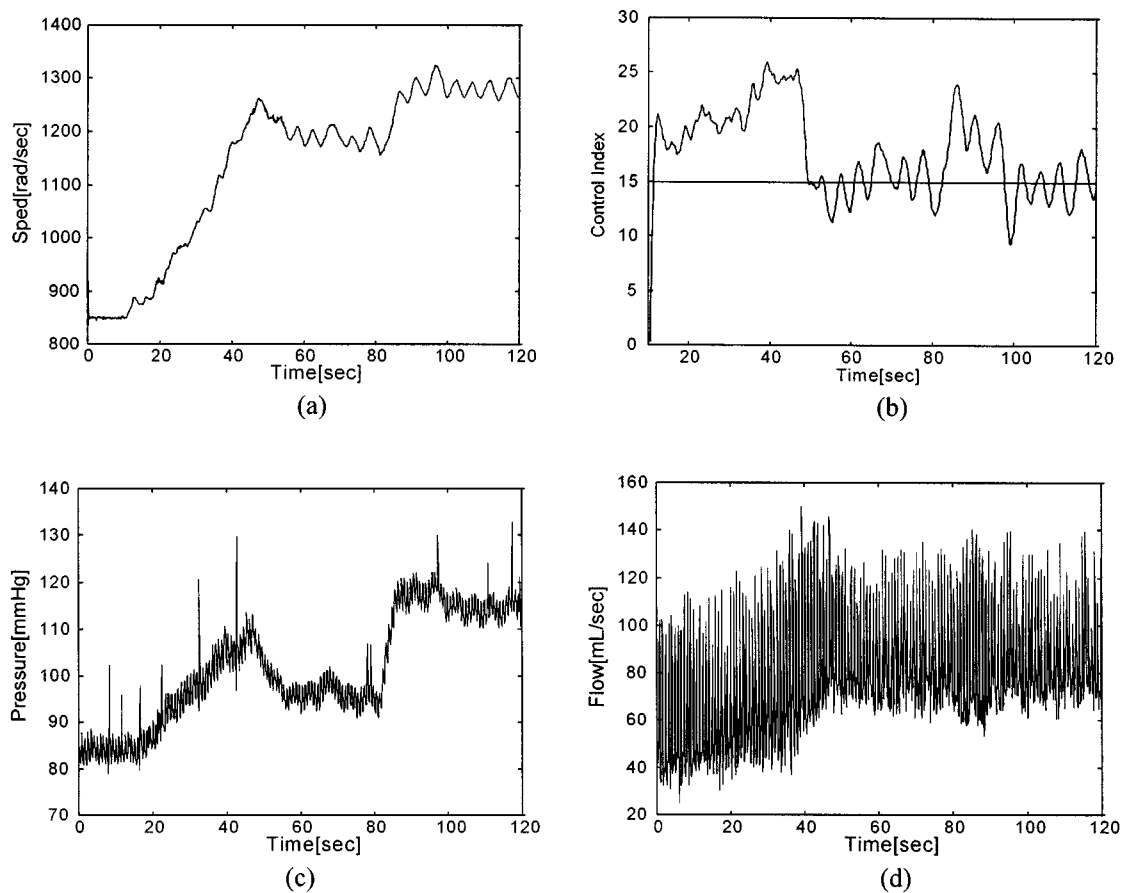 1400
1300
1200
1100
1000
900
800
0 20 40 60 80 100 120
Sped[rad/sec]
Time[sec]
(a)
30
25
20
15
10
5
0
20 40 60 80 100 120
Control Index
Time[sec]
(b)
140
130
120
110
100
90
80
70
0 20 40 60 80 100 120
Pressure[mmHg]
Time[sec]
(c)
160
140
120
100
80
60
40
20
0 20 40 60 80 100 120
Flow[mL/sec]
Time[sec]
(d)